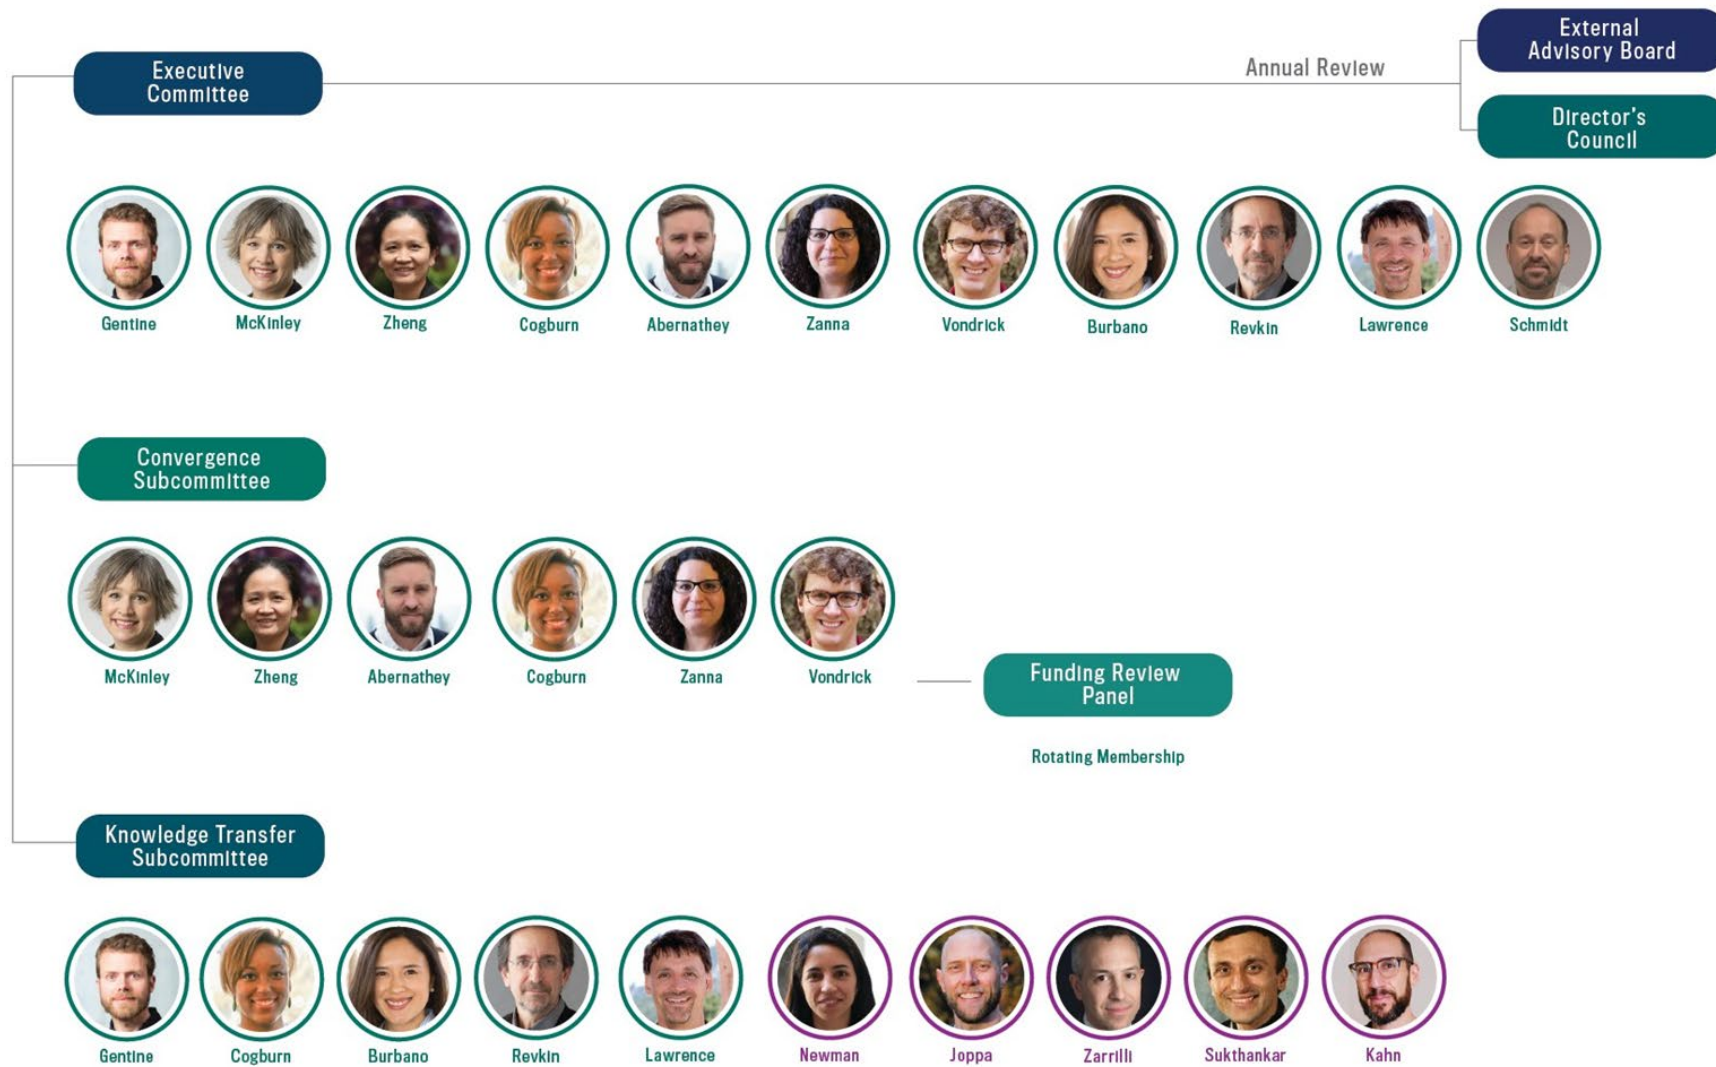 External
Advisory Board
Executive
Committee
Annual Review
Director's
Council
Gentine
McKinley
Zheng
Cogburn
Abernathey
Zanna
Vondrick
Burbano
Revkin
Lawrence
Schmidt
Convergence
Subcommittee
McKinley
Zheng
Abernathey
Cogburn
Zanna
Vondrick
Funding Review
Panel
Rotating Membership
Knowledge Transfer
Subcommittee
Gentine
Cogburn
Burbano
Revkin
Lawrence
Newman
Joppa
Zarrilli
Sukthankar
Kahn